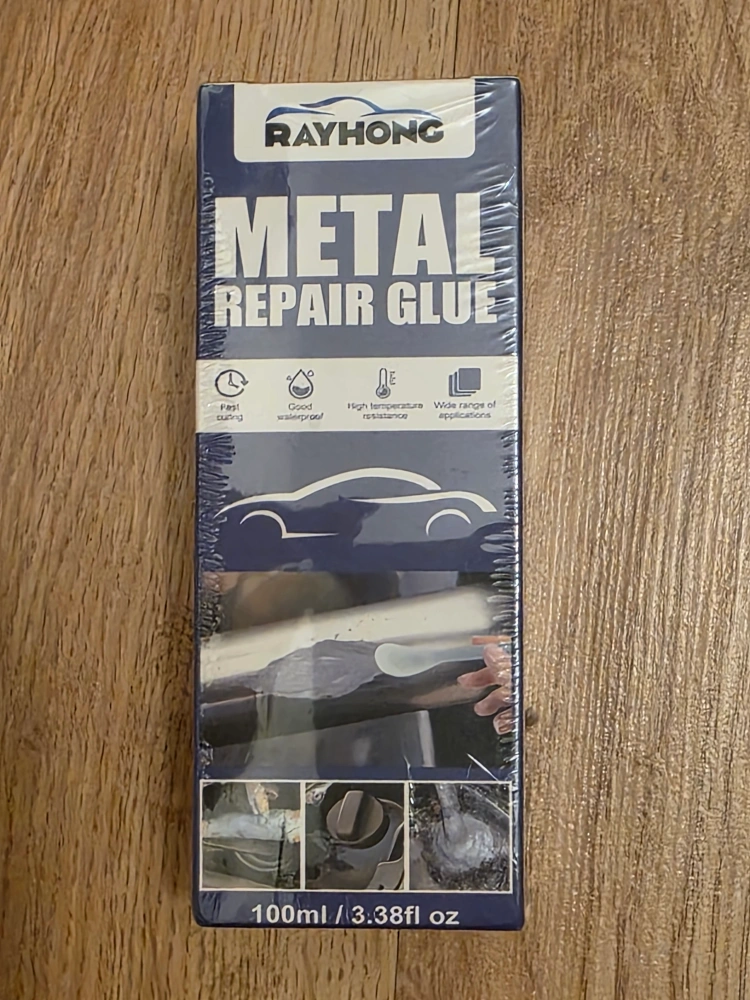 RAYHONG
METAL
REPAIR GLUE
Fast curing
Good waterproof
High temperature resistance
Wide range of applications
100ml / 3.38fl oz